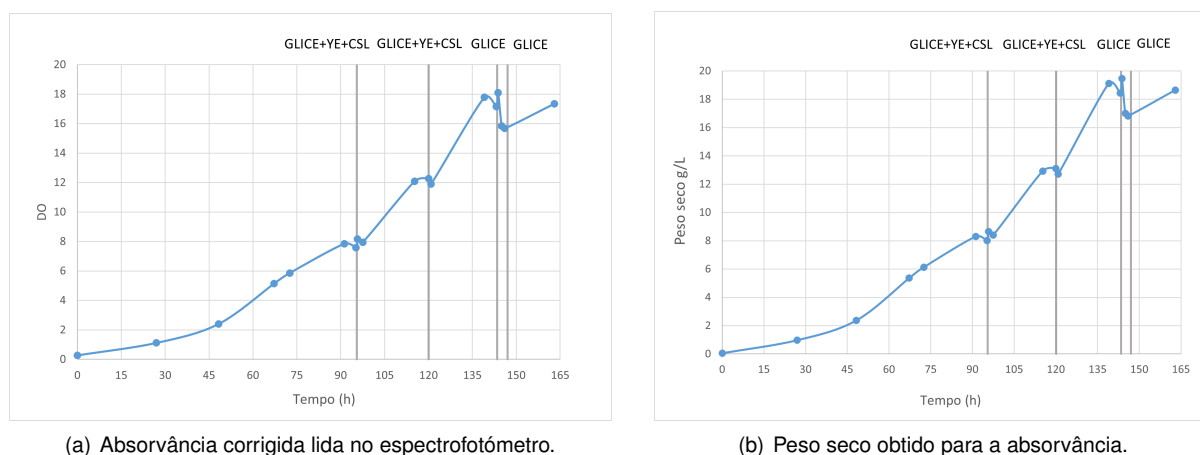 GLICE+YE+CSL GLICE+YE+CSL GLICE GLICE
20
18
16
14
12
10
8
6
4
2
0
DO
0 15 30 45 60 75 90 105 120 135 150 165
Tempo (h)
(a) Absorvância corrigida lida no espectrofotómetro.
GLICE+YE+CSL GLICE+YE+CSL GLICE GLICE
20
18
16
14
12
10
8
6
4
2
0
Peso seco g/L
0 15 30 45 60 75 90 105 120 135 150 165
Tempo (h)
(b) Peso seco obtido para a absorvância.